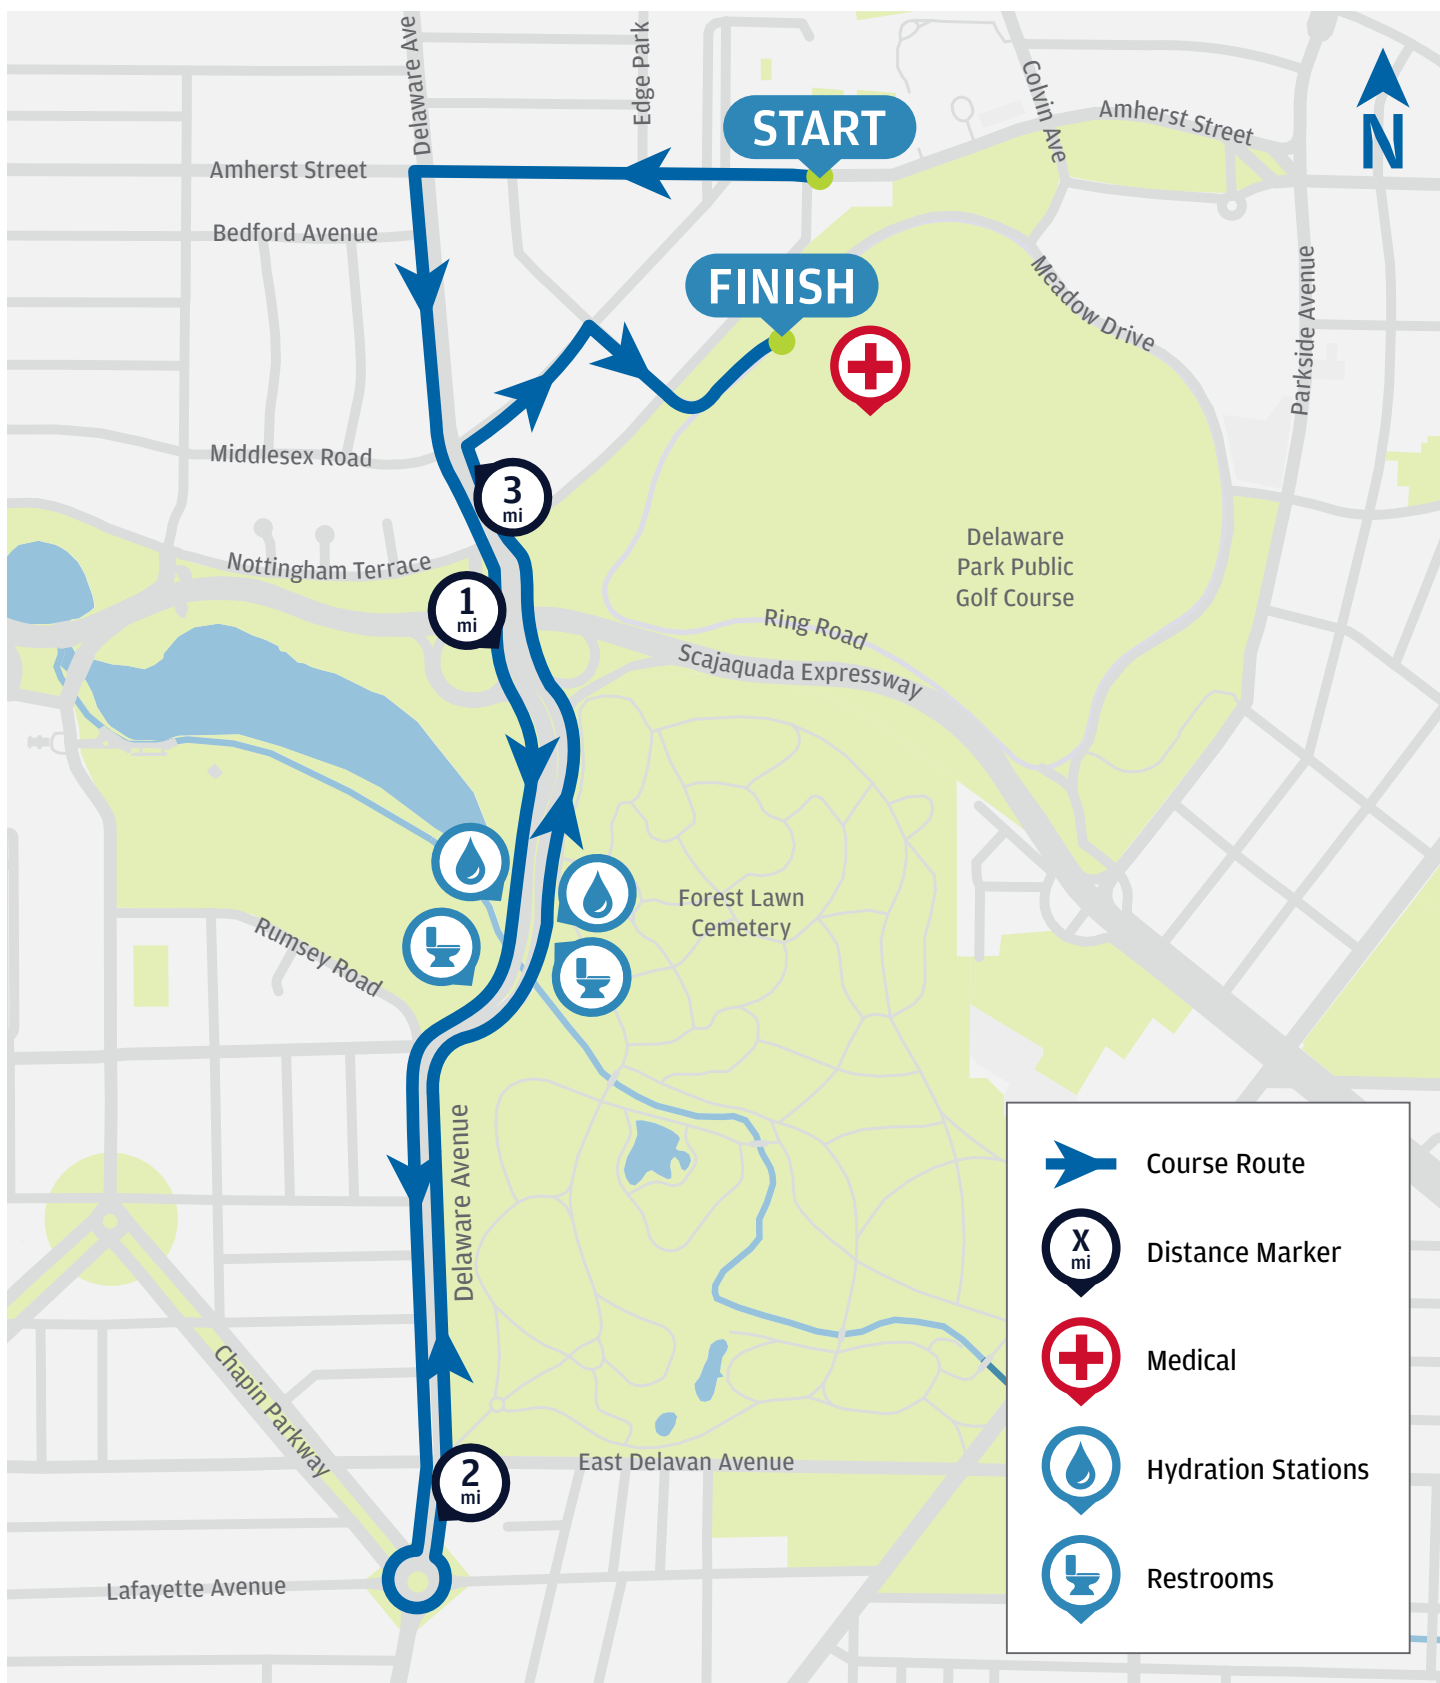 Delaware Ave
Edge Park
START
Colvin Ave
Amherst Street
N
Amherst Street
Bedford Avenue
FINISH
Meadow Drive
Parkside Avenue
Middlesex Road
3
mi
Nottingham Terrace
Delaware
Park Public
Golf Course
1
mi
Ring Road
Scajaquada Expressway
Forest Lawn
Cemetery
Rumsey Road
Delaware Avenue
Course Route
X
mi
Distance Marker
Medical
Chapin Parkway
East Delavan Avenue
2
mi
Hydration Stations
Lafayette Avenue
Restrooms